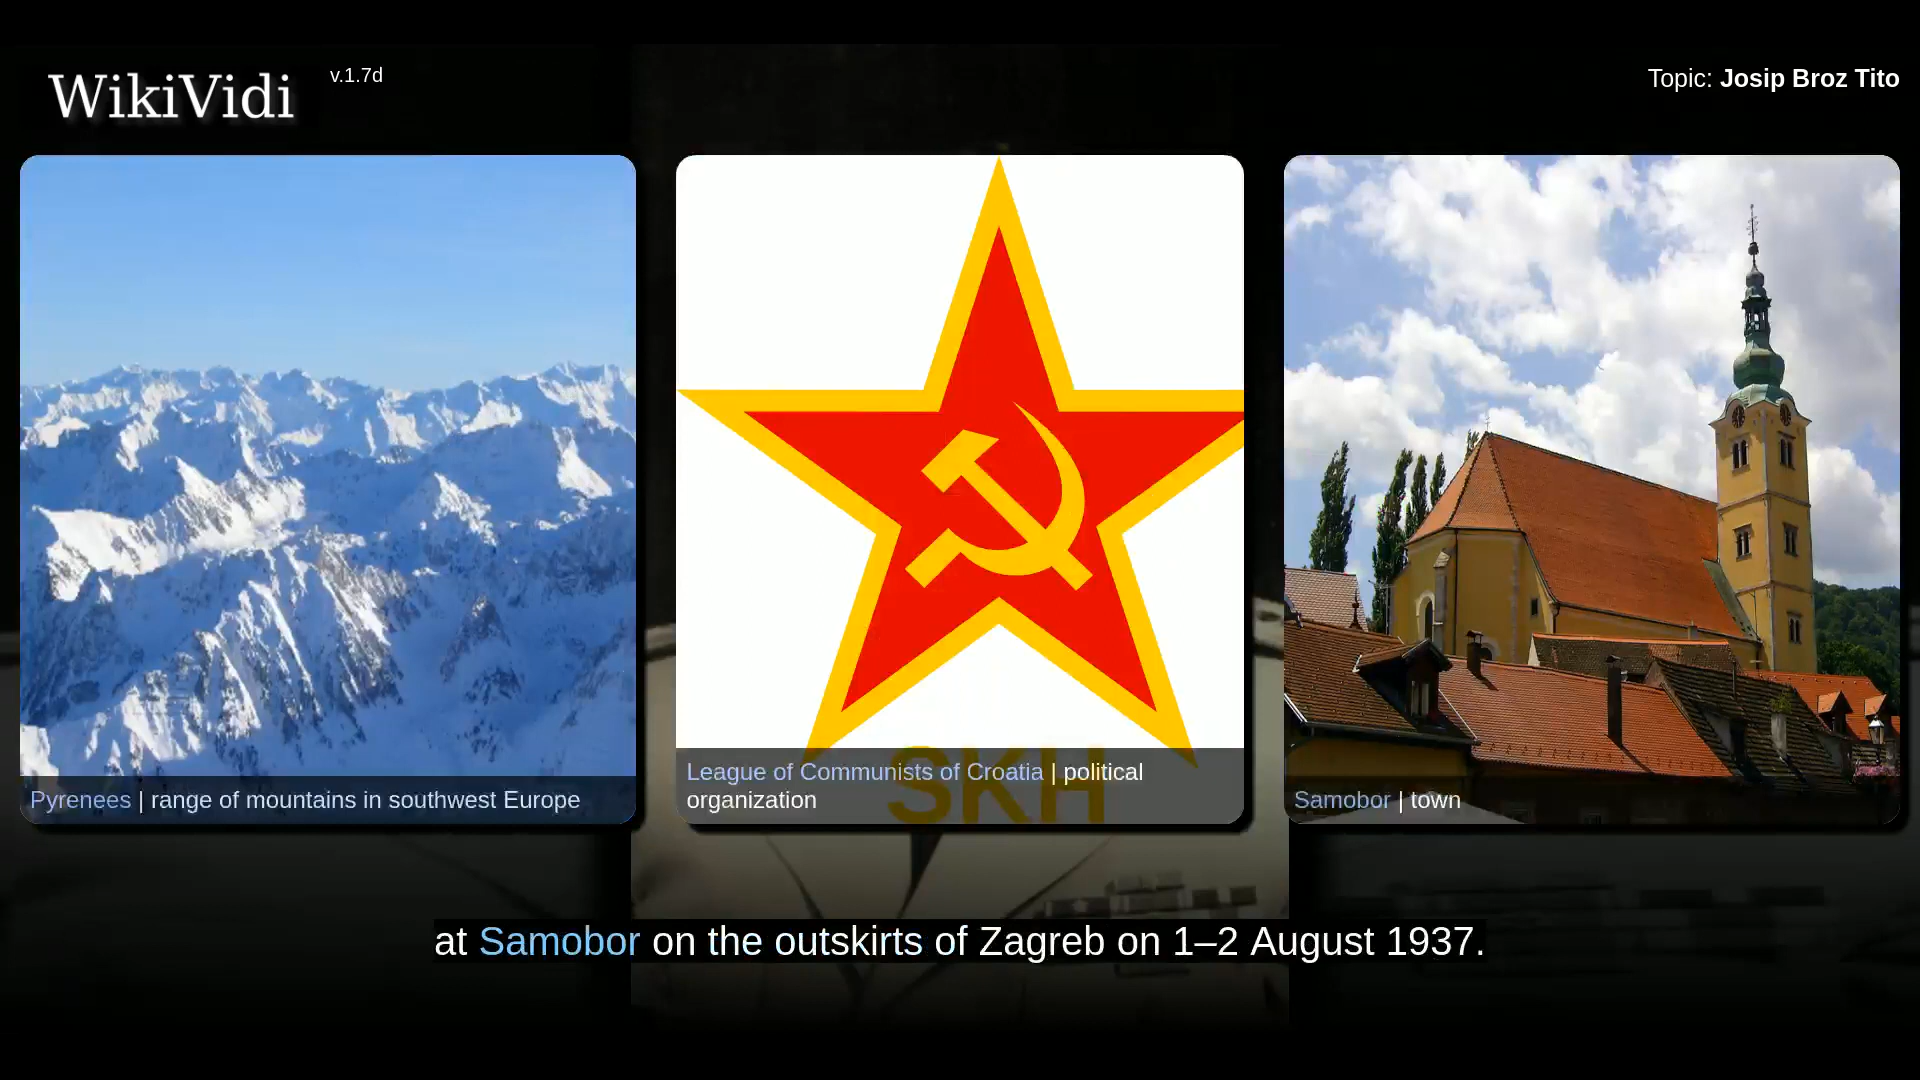 WikiVidi
v.1.7d
Topic: Josip Broz Tito
Pyrenees | range of mountains in southwest Europe
SKH
League of Communists of Croatia | political
organization
Samobor | town
at Samobor on the outskirts of Zagreb on 1–2 August 1937.